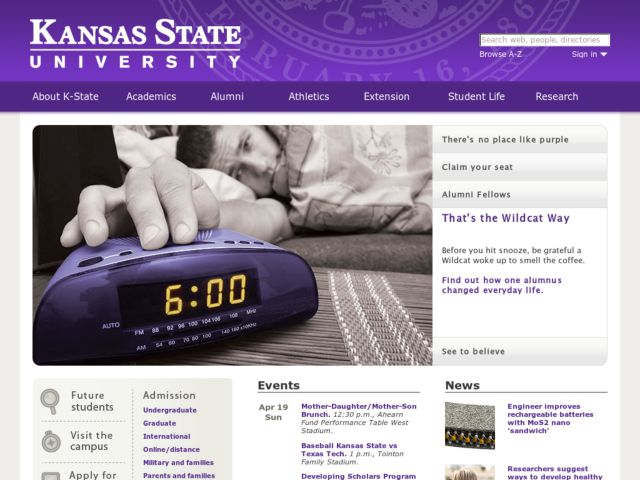 KANSAS STATE
UNIVERSITY
Search web, people, directories
Browse A-Z
Sign in
About K-State
Academics
Alumni
Athletics
Extension
Student Life
Research
6:00
AUTO
FM 88 92 96 100 104 106 108 MHz
AM 54 60 70 80 100 120 140 160 x10KHz
There's no place like purple
Claim your seat
Alumni Fellows
That's the Wildcat Way
Before you hit snooze, be grateful a
Wildcat woke up to smell the coffee.
Find out how one alumnus
changed everyday life.
See to believe
Future
students
Visit the
campus
Apply for
Admission
Undergraduate
Graduate
International
Online/distance
Military and families
Parents and families
Events
Apr 19
Sun
Mother-Daughter/Mother-Son
Brunch. 12:30 p.m., Ahearn
Fund Performance Table West
Stadium.
Baseball Kansas State vs
Texas Tech. 1 p.m., Tointon
Family Stadium.
Developing Scholars Program
News
Engineer improves
rechargeable batteries
with MoS2 nano
'sandwich'
Researchers suggest
ways to develop healthy